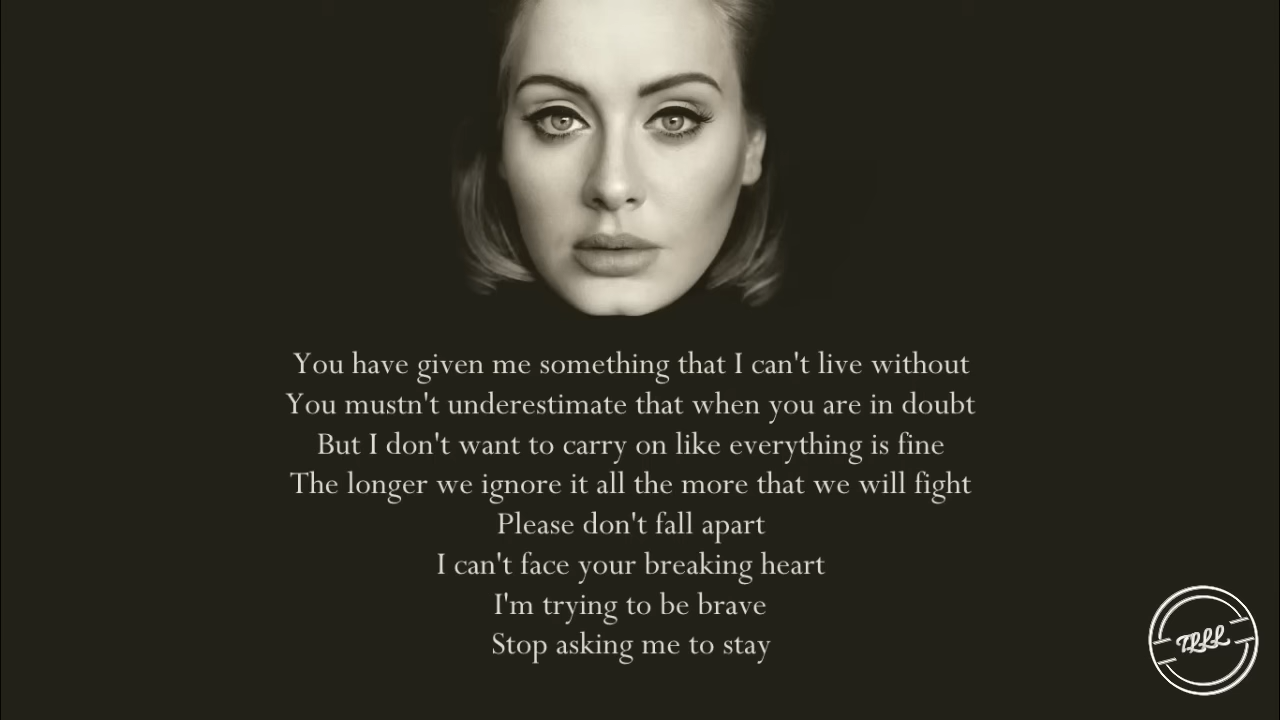 You have given me something that I can't live without
You mustn't underestimate that when you are in doubt
But I don't want to carry on like everything is fine
The longer we ignore it all the more that we will fight
Please don't fall apart
I can't face your breaking heart
I'm trying to be brave
Stop asking me to stay
TLLL